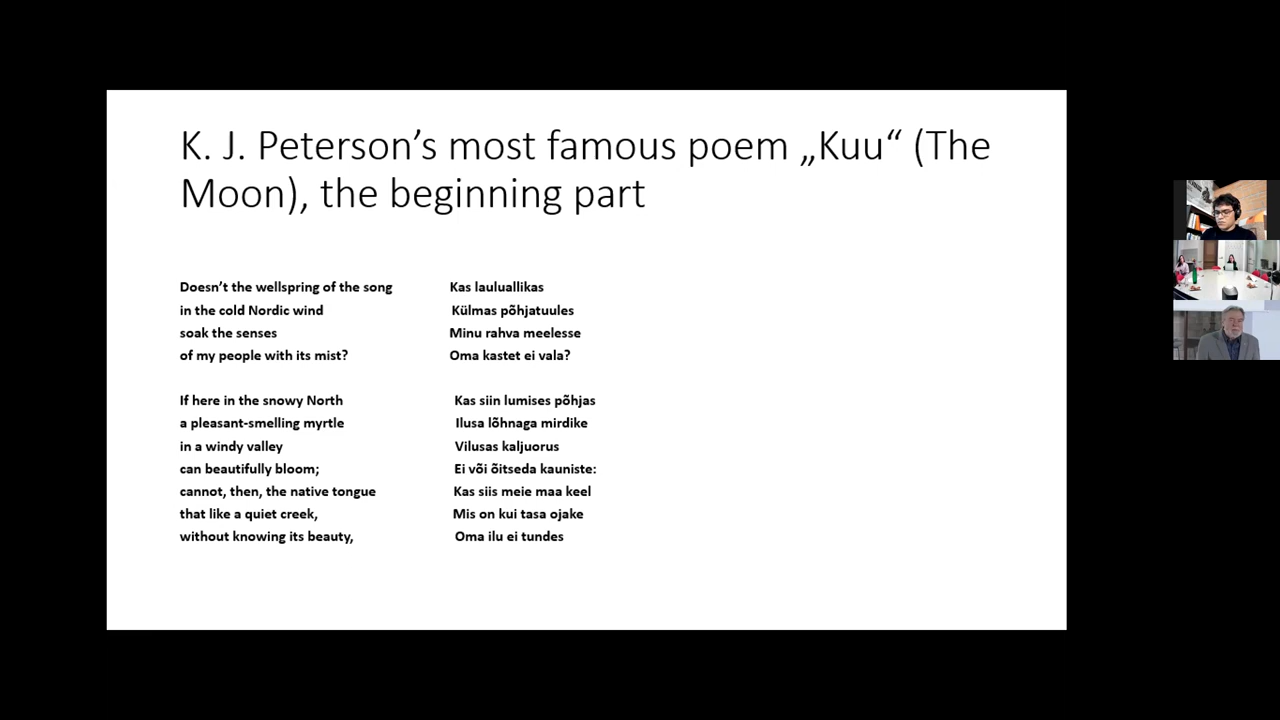 K. J. Peterson’s most famous poem „Kuu“ (The
Moon), the beginning part
Doesn’t the wellspring of the song
in the cold Nordic wind
soak the senses
of my people with its mist?
If here in the snowy North
a pleasant-smelling myrtle
in a windy valley
can beautifully bloom;
cannot, then, the native tongue
that like a quiet creek,
without knowing its beauty,
Kas lauluallikas
Külmas põhjatuules
Minu rahva meelesse
Oma kastet ei vala?
Kas siin lumises põhjas
Ilusa lõhnaga mirdike
Vilusas kaljuorus
Ei või õitseda kauniste:
Kas siis meie maa keel
Mis on kui tasa ojake
Oma ilu ei tundes